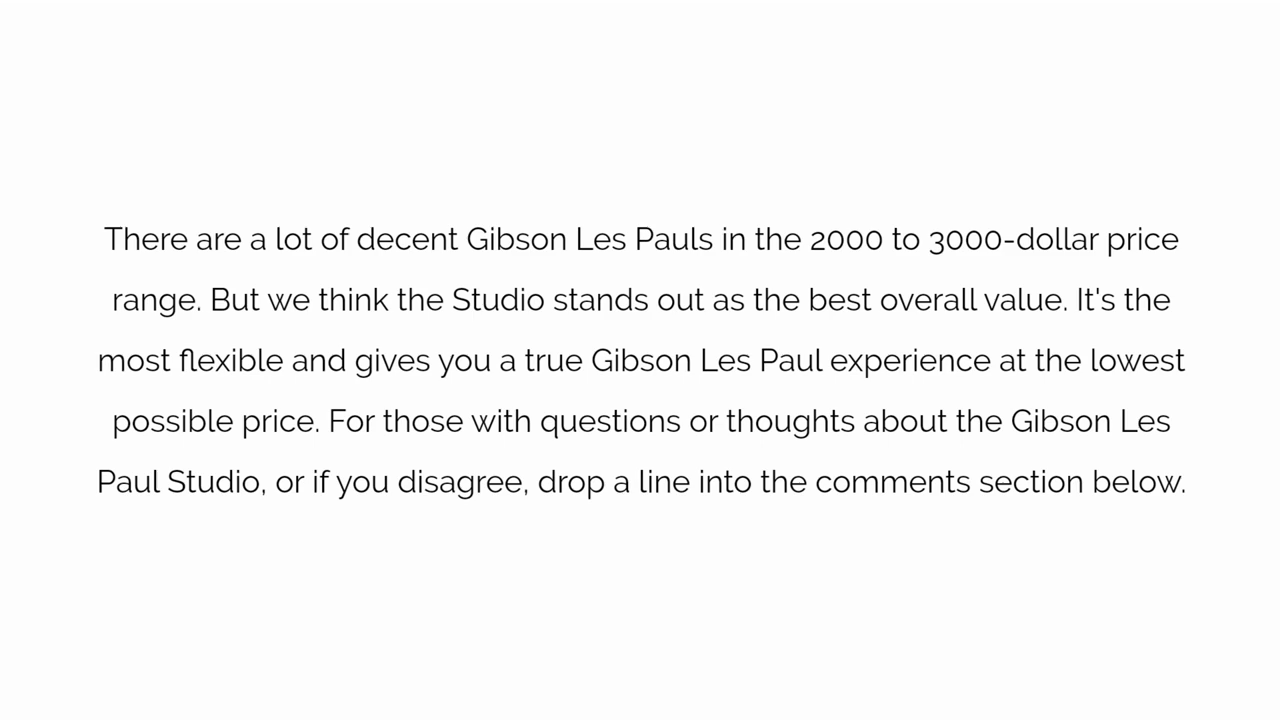 There are a lot of decent Gibson Les Pauls in the 2000 to 3000-dollar price
range. But we think the Studio stands out as the best overall value. It's the
most flexible and gives you a true Gibson Les Paul experience at the lowest
possible price. For those with questions or thoughts about the Gibson Les
Paul Studio, or if you disagree, drop a line into the comments section below.